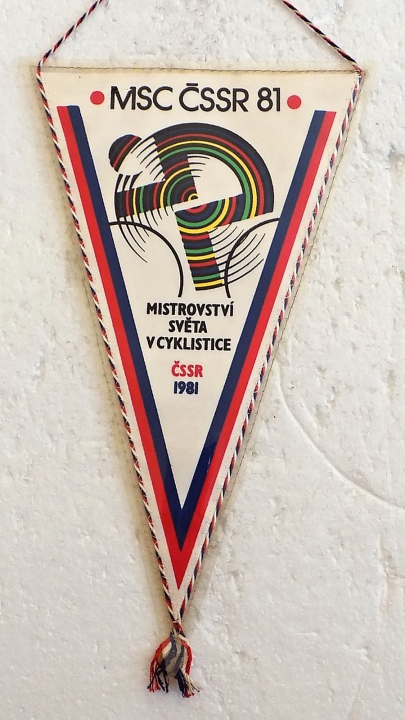 • MSC ČSSR 81 •
MISTROVSTVÍ
SVĚTA
V CYKLISTICE
ČSSR
1981